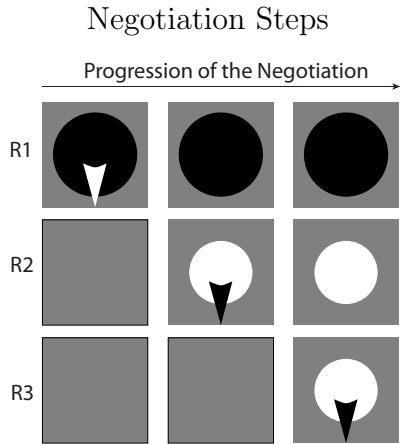 Negotiation Steps
Progression of the Negotiation
R1
R2
R3